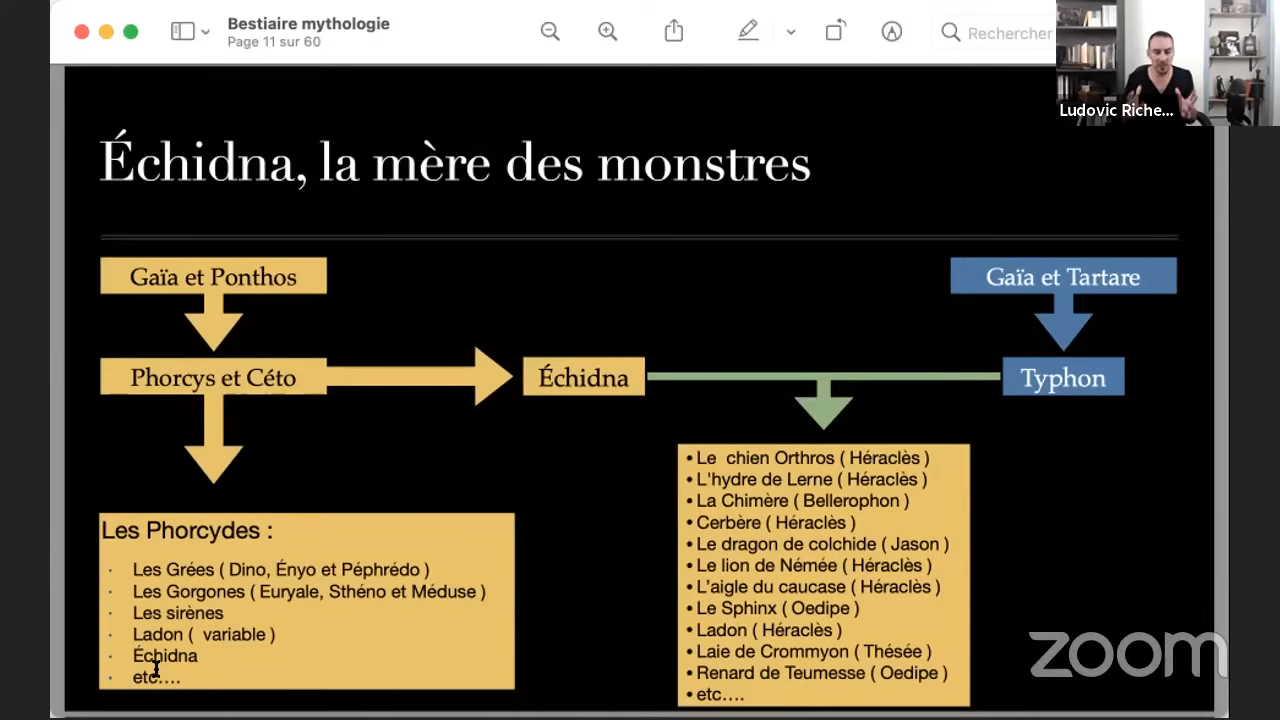 Bestiaire mythologie
Page 11 sur 60
Rechercher
Ludovic Riche...
Échidna, la mère des monstres
Gaïa et Ponthos
Gaïa et Tartare
Phorcys et Céto
Échidna
Typhon
• Le  chien Orthros ( Héraclès )
• L'hydre de Lerne ( Héraclès )
• La Chimère ( Bellerophon )
• Cerbère ( Héraclès )
• Le dragon de colchide ( Jason )
• Le lion de Némée ( Héraclès )
• L'aigle du caucase ( Héraclès )
• Le Sphinx ( Oedipe )
• Ladon ( Héraclès )
• Laie de Crommyon ( Thésée )
• Renard de Teumesse ( Oedipe )
• etc….
Les Phorcydes :
· Les Grées ( Dino, Ényo et Péphrédo )
· Les Gorgones ( Euryale, Sthéno et Méduse )
· Les sirènes
· Ladon (  variable )
· Échidna
· etc….
zoom